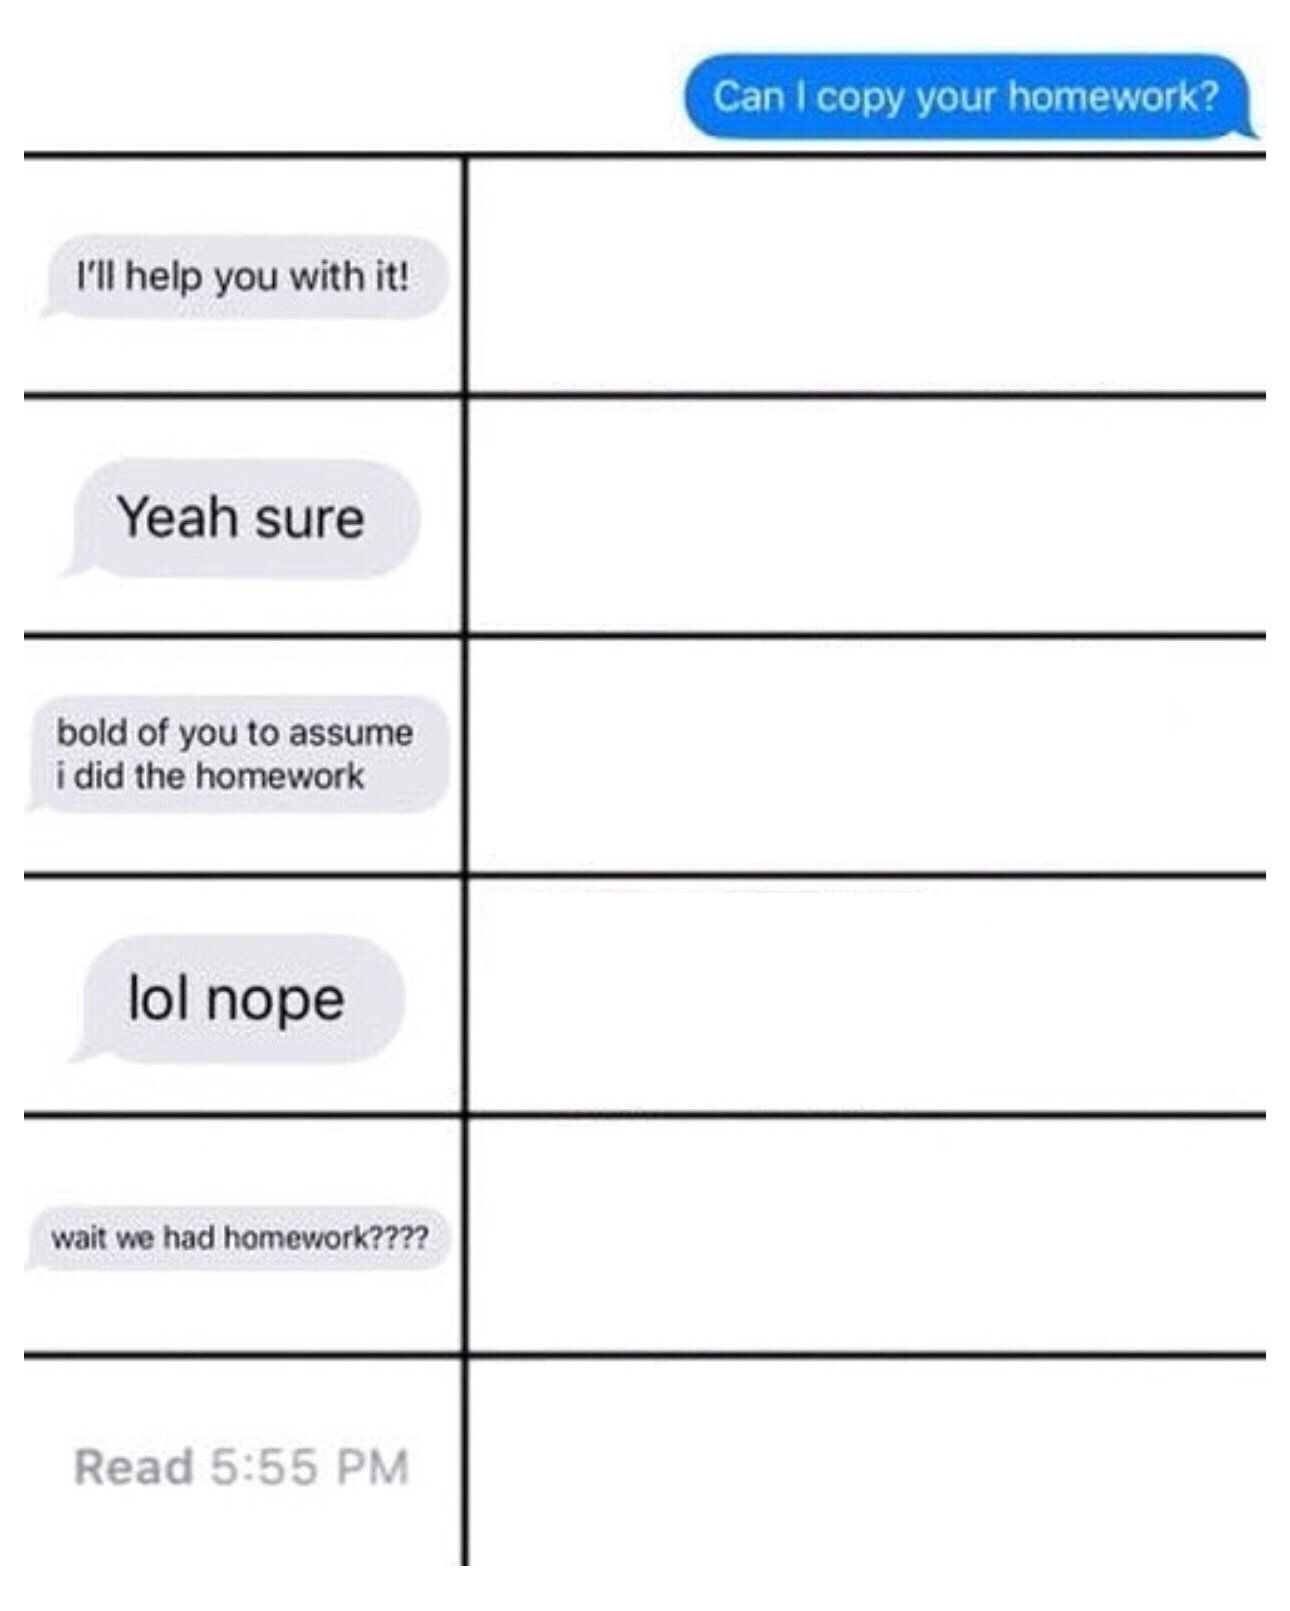 Can I copy your homework?
I'll help you with it!
Yeah sure
bold of you to assume
i did the homework
lol nope
wait we had homework????
Read 5:55 PM